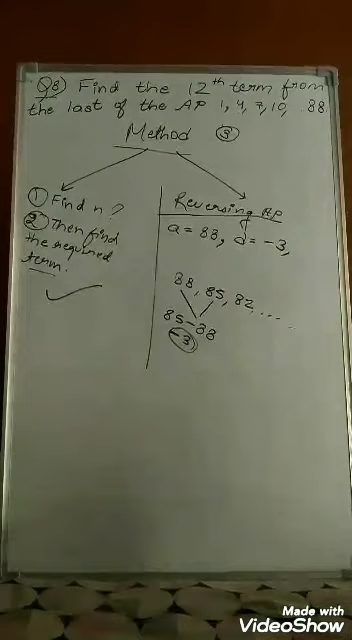 Q8) Find the 12th term from
the last of the AP 1, 4, 7, 10, .. 88
Method ③
① Find n?
② Then find
the required
term.
Reversing AP
a = 88, d = -3,
88, 85, 82, ......
85 - 88
-3
Made with
VideoShow